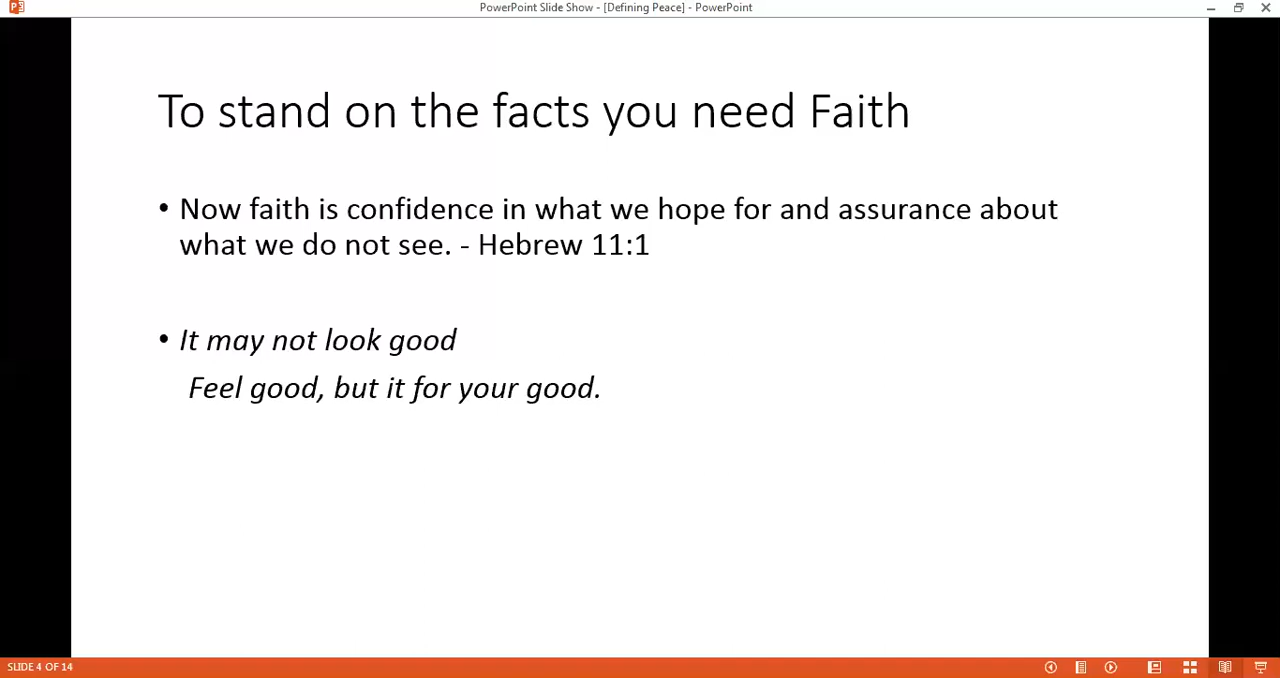 PowerPoint Slide Show - [Defining Peace] - PowerPoint
To stand on the facts you need Faith
• Now faith is confidence in what we hope for and assurance about
what we do not see. - Hebrew 11:1
• It may not look good
Feel good, but it for your good.
SLIDE 4 OF 14